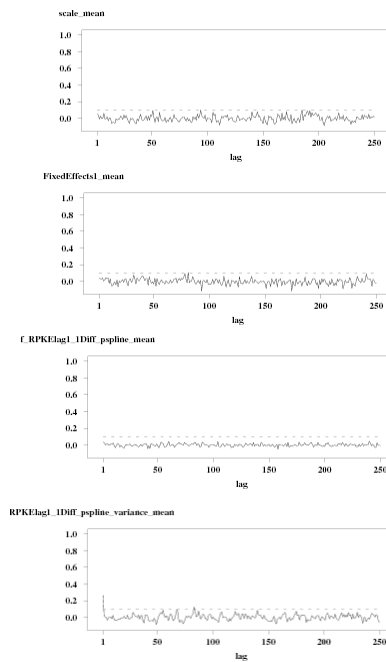 scale_mean
1.0
0.8
0.6
0.4
0.2
0.0
1 50 100 150 200 250
lag
FixedEffects1_mean
1.0
0.8
0.6
0.4
0.2
0.0
1 50 100 150 200 250
lag
f_RPKElag1_1Diff_pspline_mean
1.0
0.8
0.6
0.4
0.2
0.0
1 50 100 150 200 250
lag
RPKElag1_1Diff_pspline_variance_mean
1.0
0.8
0.6
0.4
0.2
0.0
1 50 100 150 200 250
lag